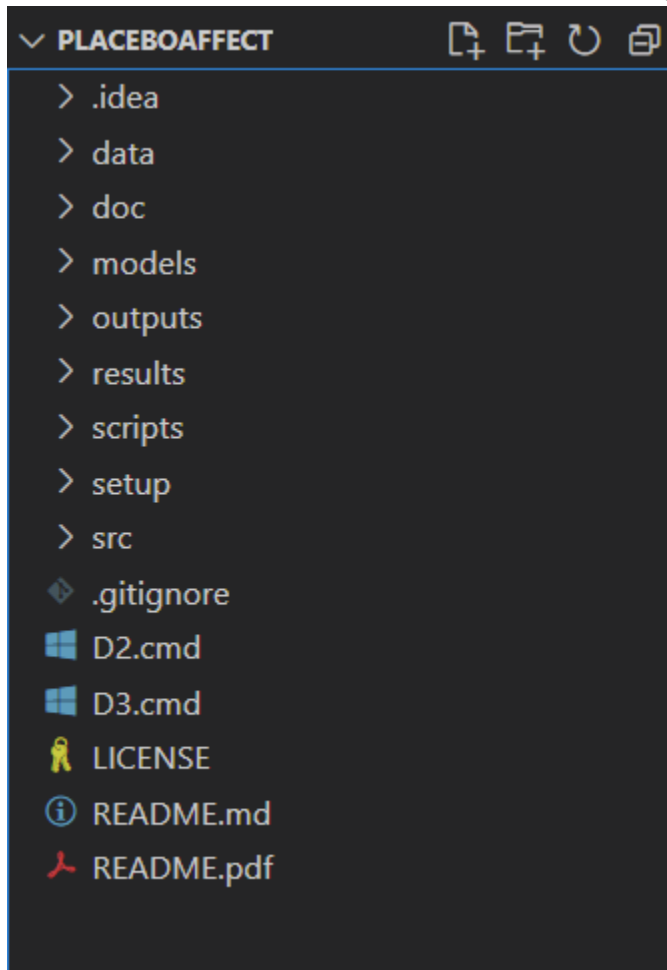 PLACEBOAFFECT
.idea
data
doc
models
outputs
results
scripts
setup
src
.gitignore
D2.cmd
D3.cmd
LICENSE
README.md
README.pdf